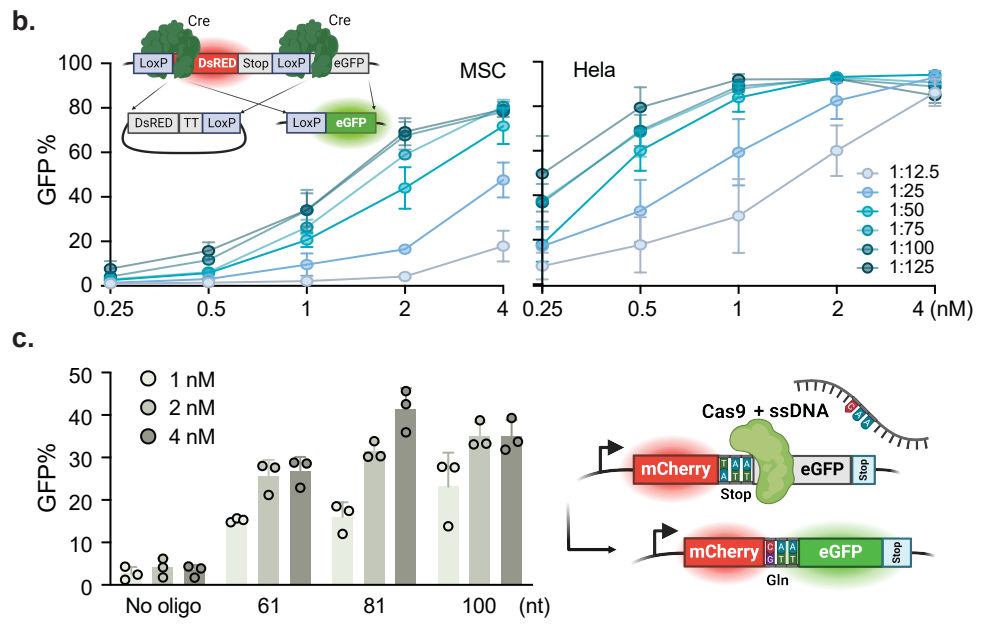 b.
Cre
Cre
LoxP
DsRED
Stop
LoxP
eGFP
DsRED
TT
LoxP
LoxP
eGFP
MSC
GFP %
100
80
60
40
20
0
0.25
0.5
1
2
4
Hela
1:12.5
1:25
1:50
1:75
1:100
1:125
0.25
0.5
1
2
4 (nM)
c.
GFP%
50
40
30
20
10
0
1 nM
2 nM
4 nM
No oligo
61
81
100
(nt)
Cas9 + ssDNA
C A A
mCherry
T A A
A T T
Stop
eGFP
Stop
mCherry
C A A
G T T
Gln
eGFP
Stop